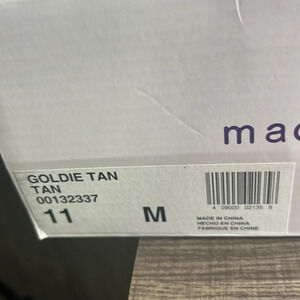 mad
GOLDIE TAN
TAN
00132337
11 M
4 09000 02135 8
MADE IN CHINA
HECHO EN CHINA
FABRIQUE EN CHINE